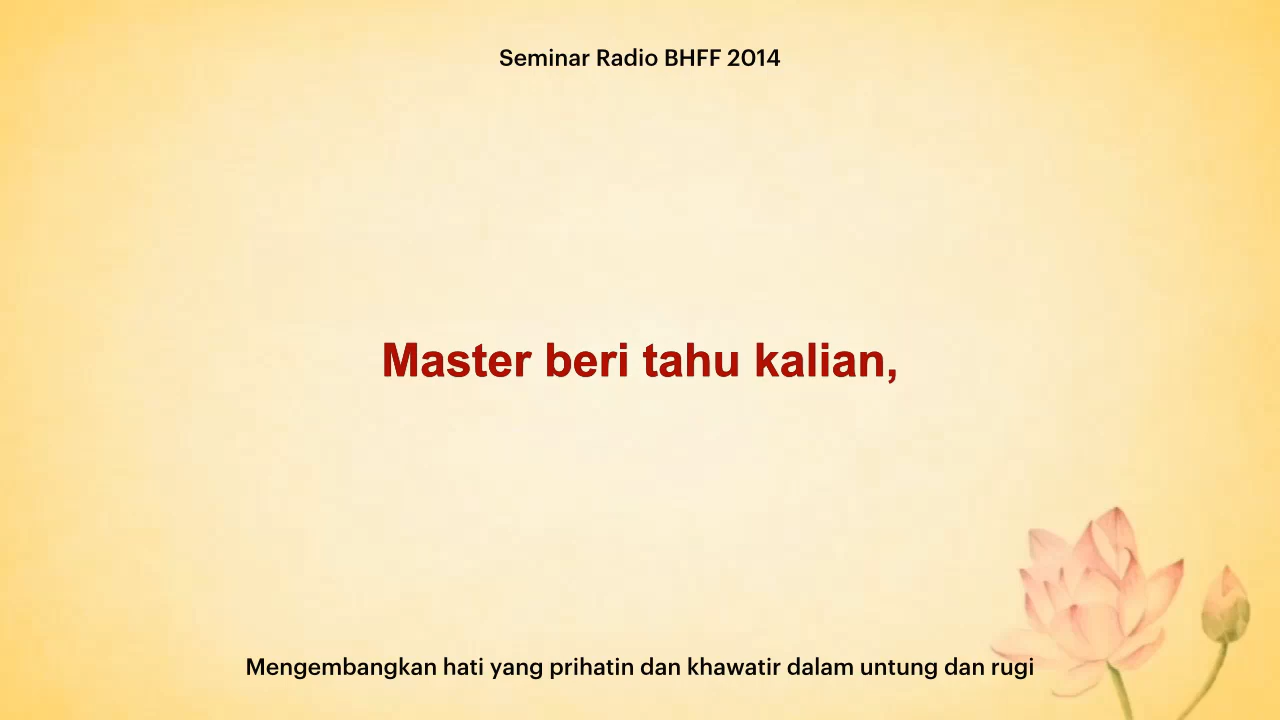 Seminar Radio BHFF 2014
Master beri tahu kalian,
Mengembangkan hati yang prihatin dan khawatir dalam untung dan rugi